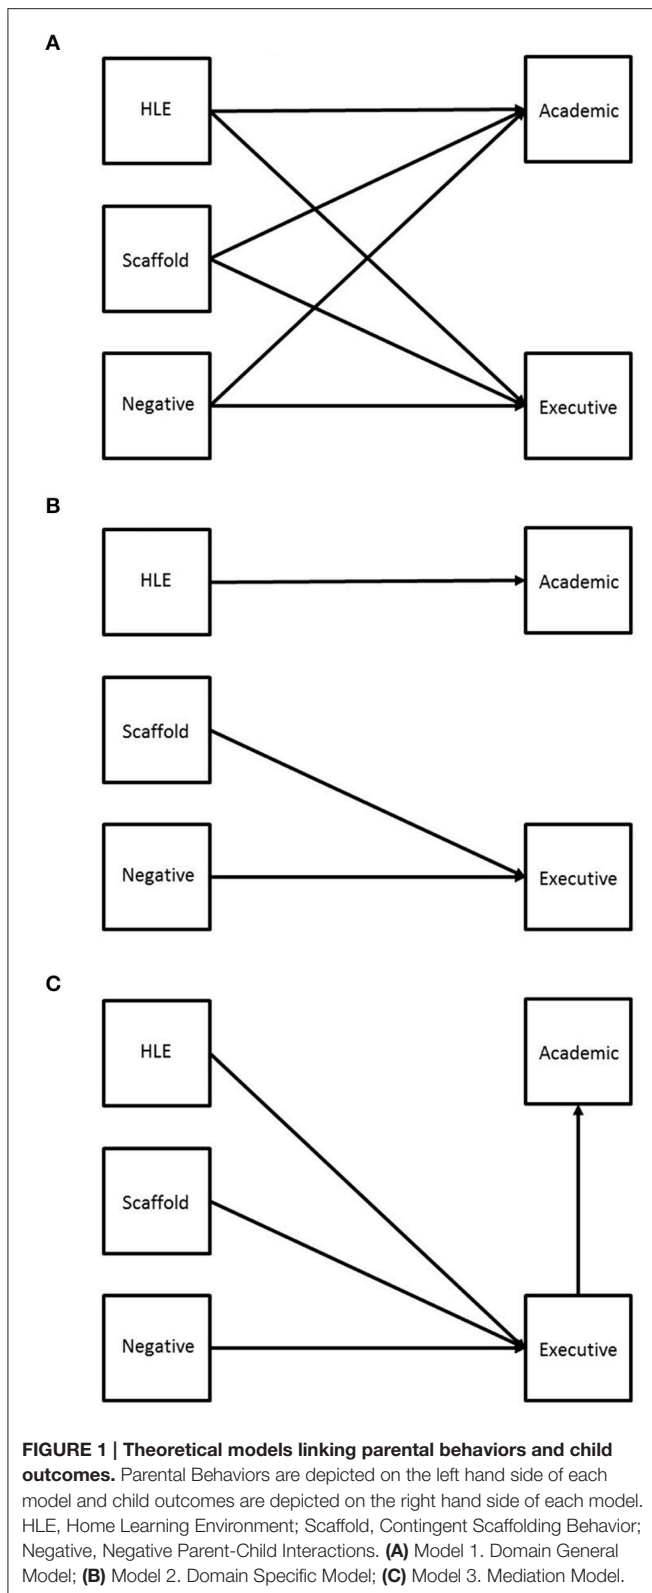 A
HLE
Academic
Scaffold
Negative
Executive
B
HLE
Academic
Scaffold
Negative
Executive
C
HLE
Academic
Scaffold
Negative
Executive
FIGURE 1 | Theoretical models linking parental behaviors and child
outcomes. Parental Behaviors are depicted on the left hand side of each
model and child outcomes are depicted on the right hand side of each model.
HLE, Home Learning Environment; Scaffold, Contingent Scaffolding Behavior;
Negative, Negative Parent-Child Interactions. (A) Model 1. Domain General
Model; (B) Model 2. Domain Specific Model; (C) Model 3. Mediation Model.